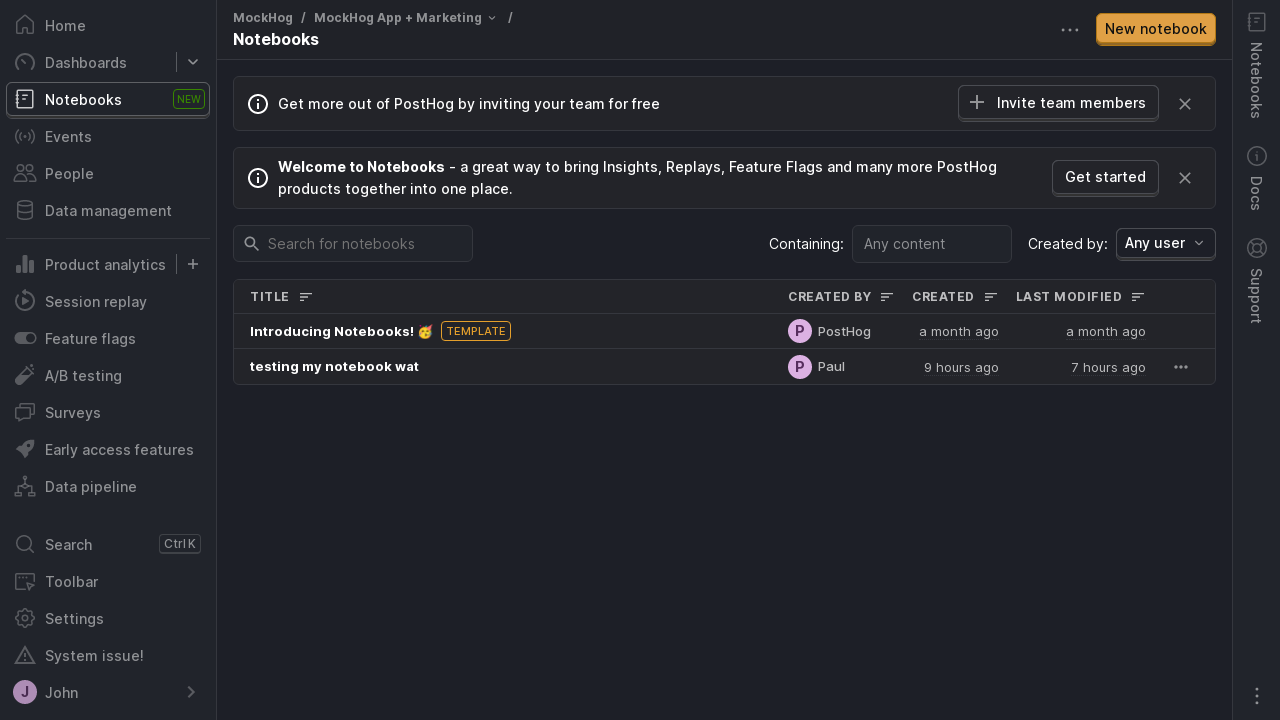 Home
Dashboards
Notebooks NEW
Events
People
Data management
Product analytics
Session replay
Feature flags
A/B testing
Surveys
Early access features
Data pipeline
Search Ctrl K
Toolbar
Settings
System issue!
J John
MockHog / MockHog App + Marketing /
Notebooks
New notebook
Get more out of PostHog by inviting your team for free
Invite team members
Welcome to Notebooks - a great way to bring Insights, Replays, Feature Flags and many more PostHog
products together into one place.
Get started
Search for notebooks
Containing: Any content
Created by: Any user
TITLE CREATED BY CREATED LAST MODIFIED
Introducing Notebooks! 🥳 TEMPLATE P PostHog a month ago a month ago
testing my notebook wat P Paul 9 hours ago 7 hours ago
Notebooks
Docs
Support